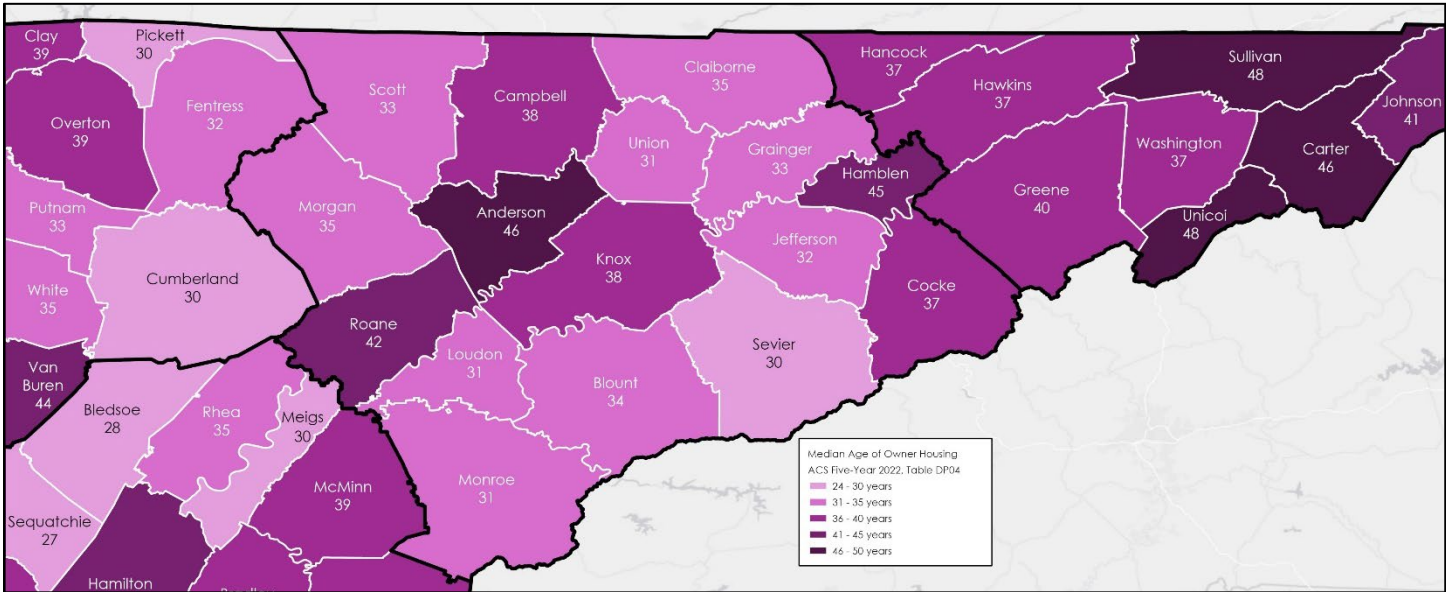 Clay
39
Pickett
30
Overton
39
Fentress
32
Scott
33
Campbell
38
Claiborne
35
Hancock
37
Hawkins
37
Sullivan
48
Johnson
41
Carter
46
Washington
37
Unicoi
48
Greene
40
Union
31
Grainger
33
Hamblen
45
Putnam
33
Morgan
35
Anderson
46
Knox
38
Jefferson
32
Cocke
37
White
35
Cumberland
30
Roane
42
Loudon
31
Blount
34
Sevier
30
Van
Buren
44
Bledsoe
28
Rhea
35
Meigs
30
McMinn
39
Monroe
31
Sequatchie
27
Hamilton
Median Age of Owner Housing
ACS Five-Year 2022, Table DP04
24 - 30 years
31 - 35 years
36 - 40 years
41 - 45 years
46 - 50 years